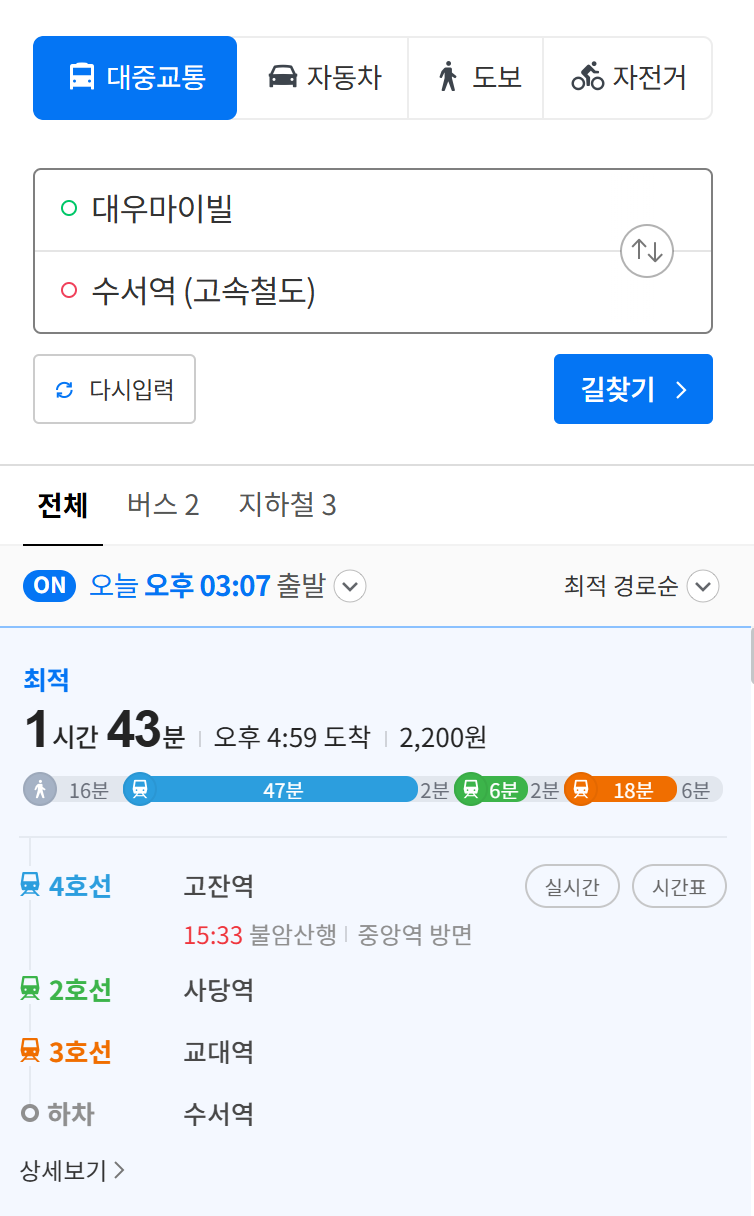 대중교통 자동차 도보 자전거
대우마이빌
수서역 (고속철도)
다시입력 길찾기
전체 버스 2 지하철 3
ON 오늘 오후 03:07 출발 최적 경로순
최적
1시간 43분 오후 4:59 도착 2,200원
16분 47분 2분 6분 2분 18분 6분
4호선 고잔역 실시간 시간표
15:33 불암산행 중앙역 방면
2호선 사당역
3호선 교대역
하차 수서역
상세보기